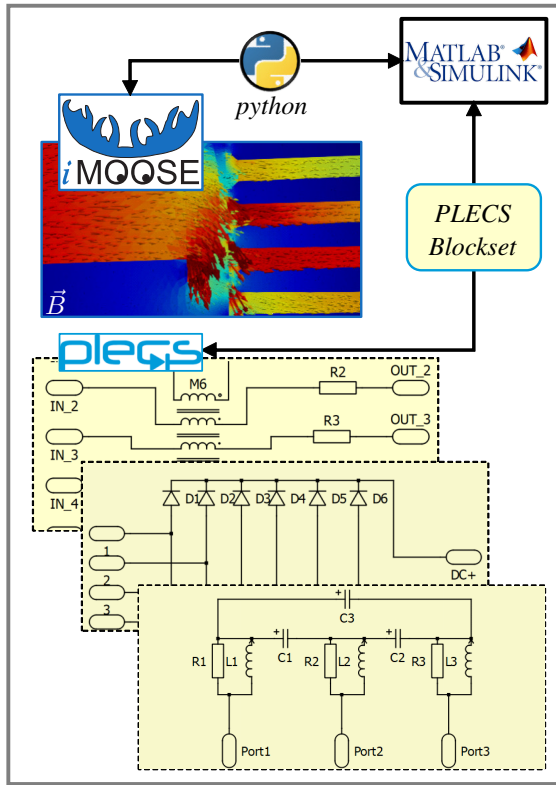 python
MATLAB®
&SIMULINK®
iMOOSE
PLECS
Blockset
B
plecs
M6
R2
OUT_2
IN_2
R3
OUT_3
IN_3
IN_4
D1
D2
D3
D4
D5
D6
1
DC+
2
3
C3
R1
L1
C1
R2
L2
C2
R3
L3
Port1
Port2
Port3